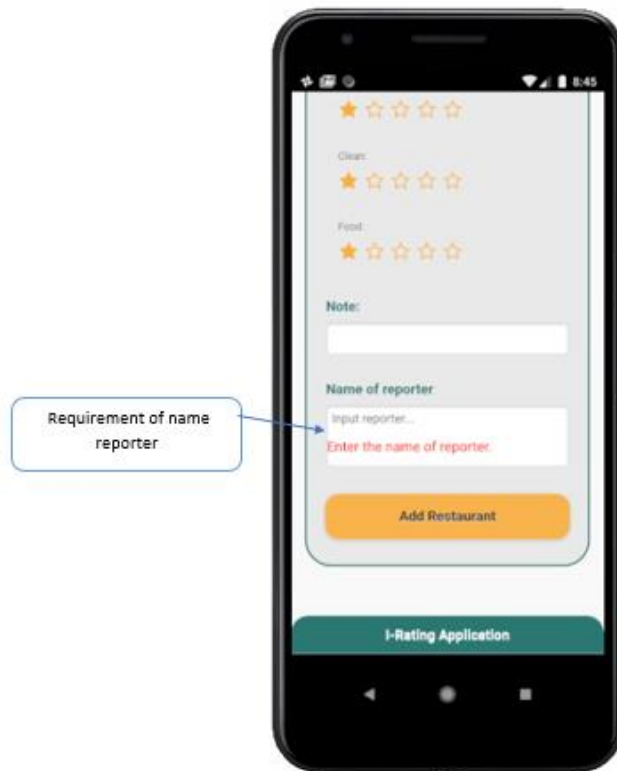 8:45
Clean:
Food:
Note:
Name of reporter
Input reporter...
Enter the name of reporter.
Requirement of name
reporter
Add Restaurant
I-Rating Application